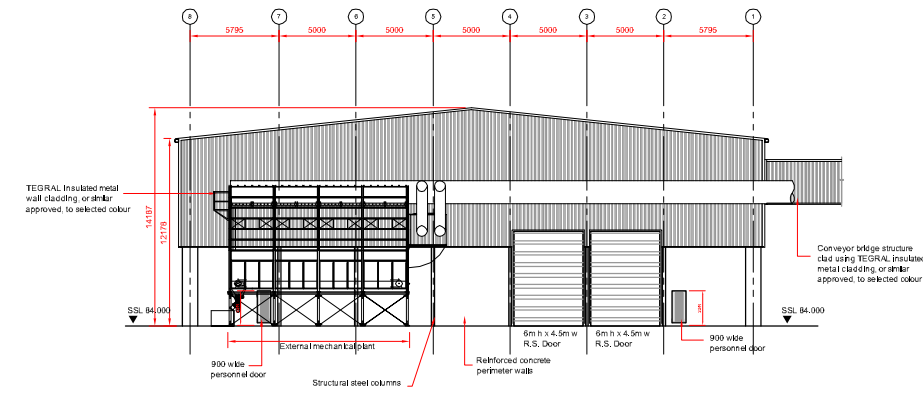 8 7 6 5 4 3 2 1
5795 5000 5000 5000 5000 5000 5795
TEGRAL Insulated metal
wall cladding, or similar
approved, to selected colour
14187
12178
Conveyor bridge structure
clad using TEGRAL insulated
metal cladding, or similar
approved, to selected colour
SSL 84.000
SSL 84.000
External mechanical plant
6m h x 4.5m w
R.S. Door
6m h x 4.5m w
R.S. Door
900 wide
personnel door
900 wide
personnel door
Reinforced concrete
perimeter walls
Structural steel columns